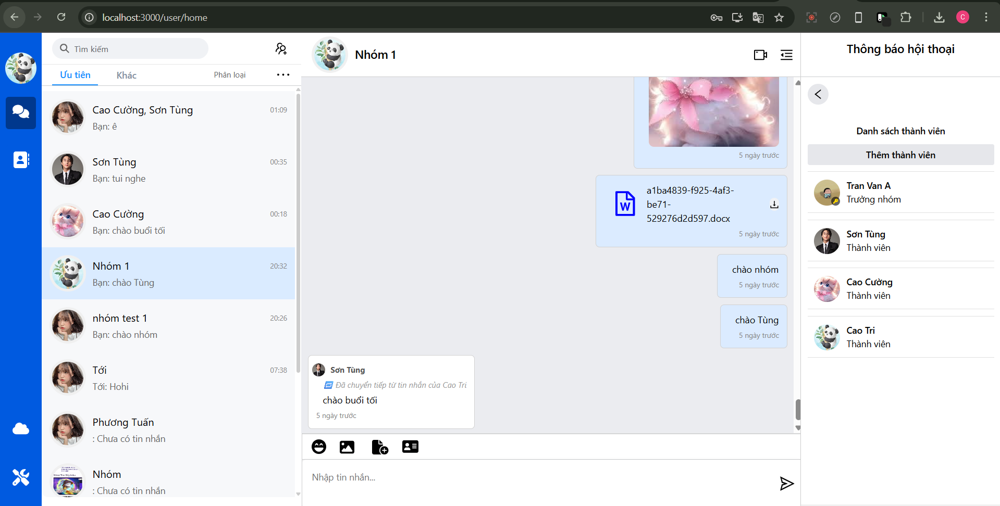 localhost:3000/user/home
C
Tìm kiếm
Ưu tiên
Khác
Phân loại
Cao Cường, Sơn Tùng
01:09
Bạn: ê
Sơn Tùng
00:35
Bạn: tui nghe
Cao Cường
00:18
Bạn: chào buổi tối
Nhóm 1
20:32
Bạn: chào Tùng
nhóm test 1
20:26
Bạn: chào nhóm
Tới
07:38
Tới: Hohi
Phương Tuấn
: Chưa có tin nhắn
Nhóm
: Chưa có tin nhắn
Nhóm 1
5 ngày trước
W
a1ba4839-f925-4af3-
be71-
529276d2d597.docx
5 ngày trước
chào nhóm
5 ngày trước
chào Tùng
5 ngày trước
Sơn Tùng
Đã chuyển tiếp từ tin nhắn của Cao Tri
chào buổi tối
5 ngày trước
Nhập tin nhắn...
Thông báo hội thoại
Danh sách thành viên
Thêm thành viên
Tran Van A
Trưởng nhóm
Sơn Tùng
Thành viên
Cao Cường
Thành viên
Cao Tri
Thành viên